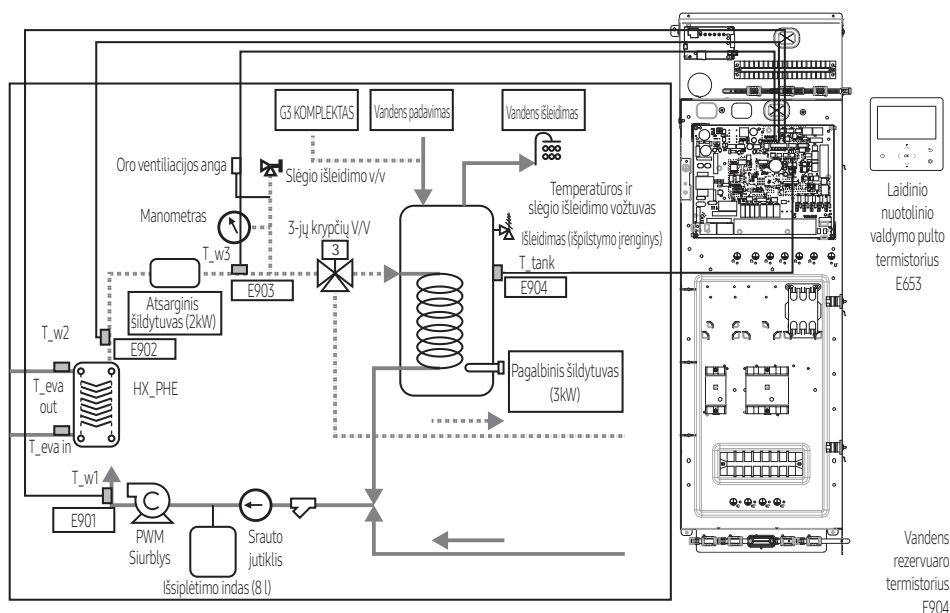 G3 KOMPLEKTAS
Vandens padavimas
Vandens išleidimas
Oro ventiliacijos anga
Slėgio išleidimo v/v
Manometras
T_w3
3-jų krypčių V/V
3
Temperatūros ir
slėgio išleidimo vožtuvas
Išleidimas (išpilstymo įrenginys)
T_tank
E903
E904
Atsarginis
šildytuvas (2kW)
T_w2
E902
T_eva
out
HX_PHE
Pagalbinis šildytuvas
(3kW)
T_eva in
T_w1
E901
C
PWM
Siurblys
Srauto
jutiklis
Išsiplėtimo indas (8 l)
OK
Laidinio
nuotolinio
valdymo pulto
termistorius
E653
Vandens
rezervuaro
termistorius
E904